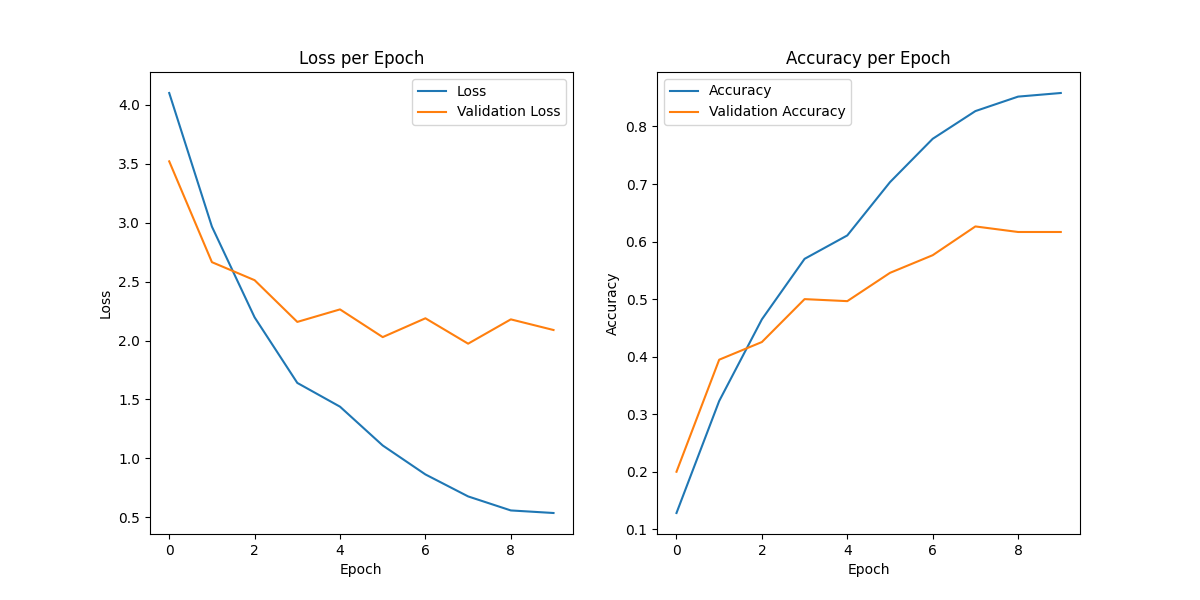 Loss per Epoch
Loss
Validation Loss
4.0
3.5
3.0
2.5
2.0
1.5
1.0
0.5
Loss
0 2 4 6 8
Epoch
Accuracy per Epoch
Accuracy
Validation Accuracy
0.8
0.7
0.6
0.5
0.4
0.3
0.2
0.1
Accuracy
0 2 4 6 8
Epoch